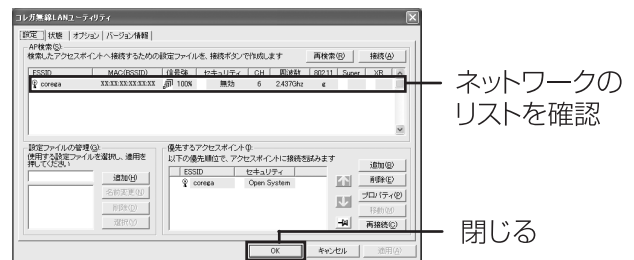 コレガ無線LAN2ユーティリティ
設定 状態 オプション バージョン情報
AP検索(S)
検索したアクセスポイントへ接続するための設定ファイルを、接続ボタンで作成します 再検索(R) 接続(A)
ESSID MAC(BSSID) 信号強 セキュリティ CH 周波数 802.11 Super XR
corega XX:XX:XX:XX:XX:XX 100% 無効 6 2.437Ghz g
ネットワークの
リストを確認
設定ファイルの管理(G)
使用する設定ファイルを選択し、適用を
押してください
追加(H)
名前変更(N)
削除(D)
選択(V)
優先するアクセスポイント(I)
以下の優先順位で、アクセスポイントに接続を試みます
ESSID セキュリティ
corega Open System
追加(B)
削除(E)
プロパティ(P)
移動(M)
再接続(C)
OK キャンセル 適用(A)
閉じる